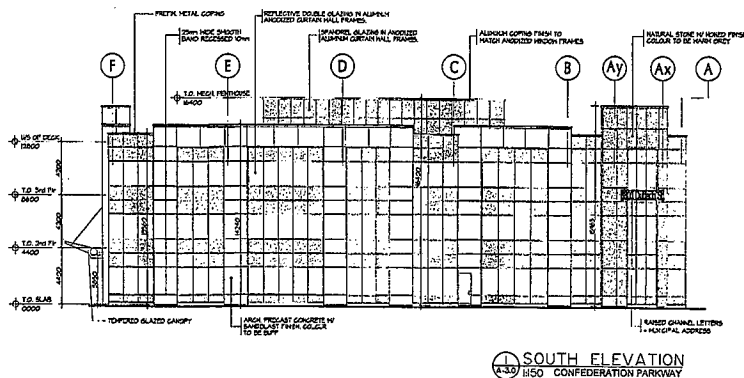 PREFIN. METAL COPING
25mm WIDE SMOOTH
BAND RECESSED 10mm
REFLECTIVE DOUBLE GLAZING IN ALUMINUM
ANODIZED CURTAIN WALL FRAMES.
SPANDREL GLAZING IN ANODIZED
ALUMINUM CURTAIN WALL FRAMES.
ALUMINUM COPING FINISH TO
MATCH ANODIZED WINDOW FRAMES
NATURAL STONE W/ HONED FINISH
COLOUR TO BE WARM GREY
F
E
D
C
B
Ay
Ax
A
T.O. MECH. PENTHOUSE
16400
U/S OF DECK
13000
T.O. 3rd Flr
8600
T.O. 2nd Flr
4400
T.O. SLAB
0000
4200
4400
TEMPERED GLAZED CANOPY
ARCH. PRECAST CONCRETE W/
SANDBLAST FINISH. COLOUR
TO BE BUFF
RAISED CHANNEL LETTERS
+ MUNICIPAL ADDRESS
1
A-3.0
SOUTH ELEVATION
1:150 CONFEDERATION PARKWAY